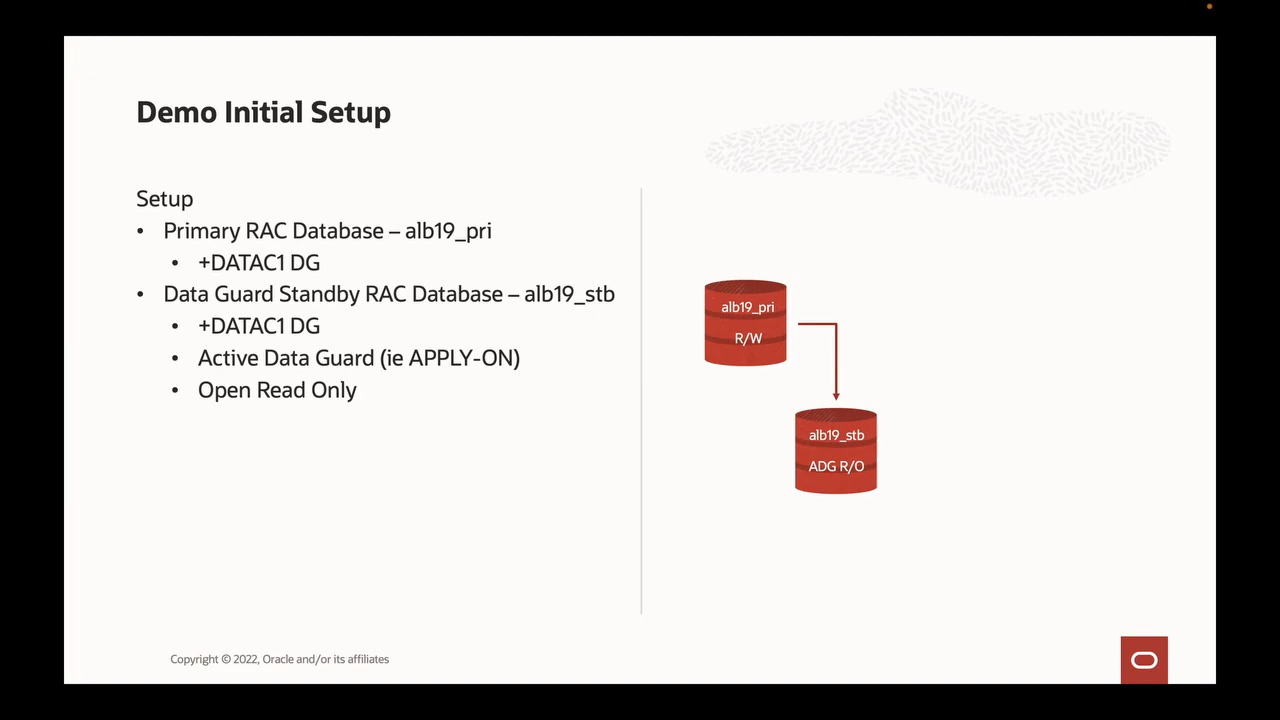 Demo Initial Setup
Setup
• Primary RAC Database – alb19_pri
• +DATAC1 DG
• Data Guard Standby RAC Database – alb19_stb
• +DATAC1 DG
• Active Data Guard (ie APPLY-ON)
• Open Read Only
alb19_pri
R/W
alb19_stb
ADG R/O
Copyright © 2022, Oracle and/or its affiliates